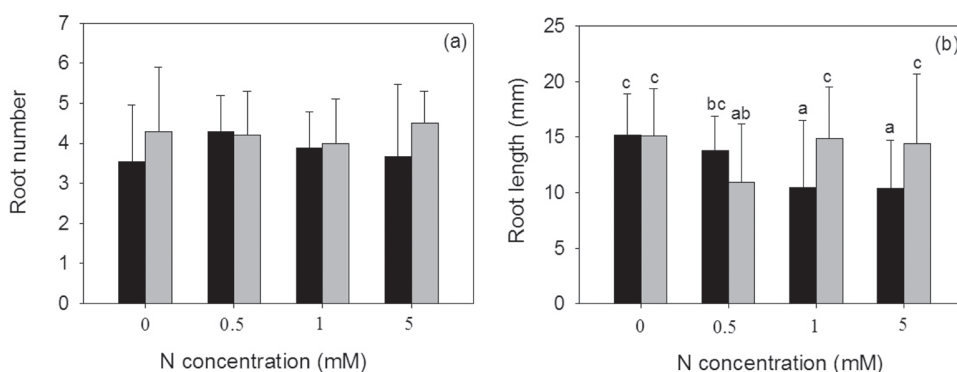 7
6
5
4
3
2
1
0
Root number
(a)
0 0.5 1 5
N concentration (mM)
25
20
15
10
5
0
Root length (mm)
(b)
c c bc ab a c a c
0 0.5 1 5
N concentration (mM)